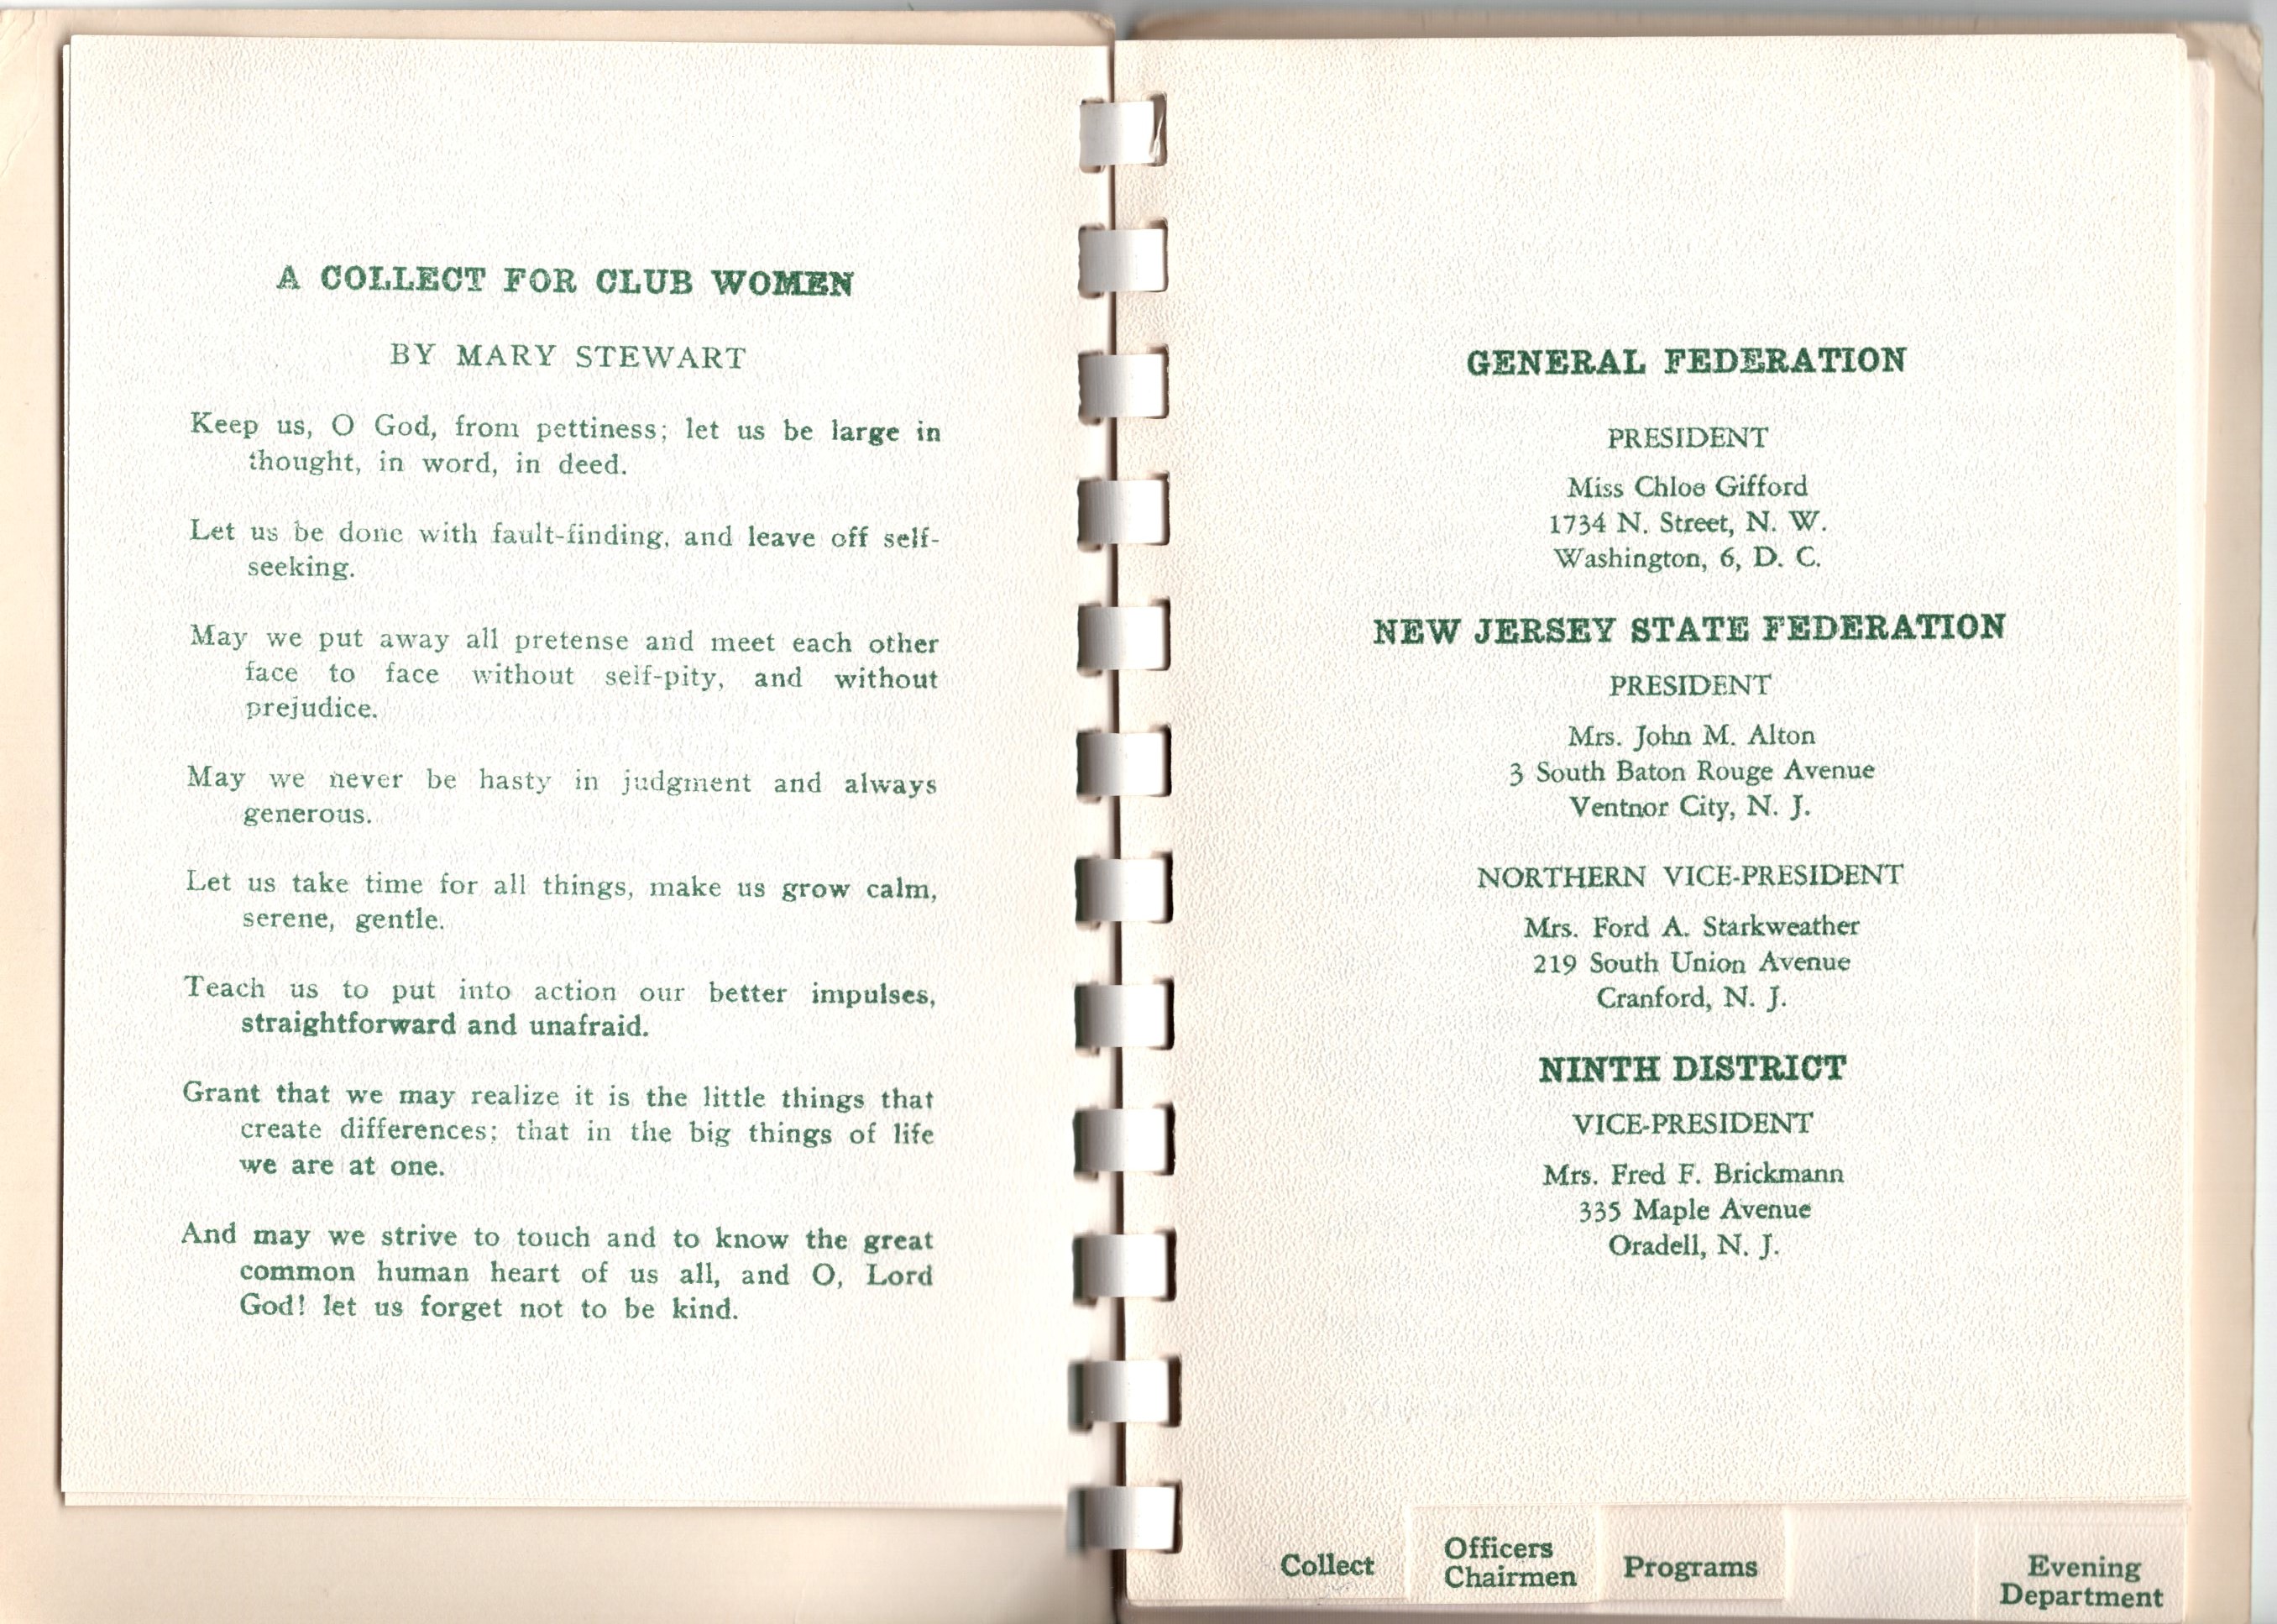 A COLLECT FOR CLUB WOMEN
BY MARY STEWART
Keep us, O God, from pettiness; let us be large in
thought, in word, in deed.
Let us be done with fault-finding, and leave off self-
seeking.
May we put away all pretense and meet each other
face to face without self-pity, and without
prejudice.
May we never be hasty in judgment and always
generous.
Let us take time for all things, make us grow calm,
serene, gentle.
Teach us to put into action our better impulses,
straightforward and unafraid.
Grant that we may realize it is the little things that
create differences; that in the big things of life
we are at one.
And may we strive to touch and to know the great
common human heart of us all, and O, Lord
God! let us forget not to be kind.
GENERAL FEDERATION
PRESIDENT
Miss Chloe Gifford
1734 N. Street, N. W.
Washington, 6, D. C.
NEW JERSEY STATE FEDERATION
PRESIDENT
Mrs. John M. Alton
3 South Baton Rouge Avenue
Ventnor City, N. J.
NORTHERN VICE-PRESIDENT
Mrs. Ford A. Starkweather
219 South Union Avenue
Cranford, N. J.
NINTH DISTRICT
VICE-PRESIDENT
Mrs. Fred F. Brickmann
335 Maple Avenue
Oradell, N. J.
Collect
Officers
Chairmen
Programs
Evening
Department